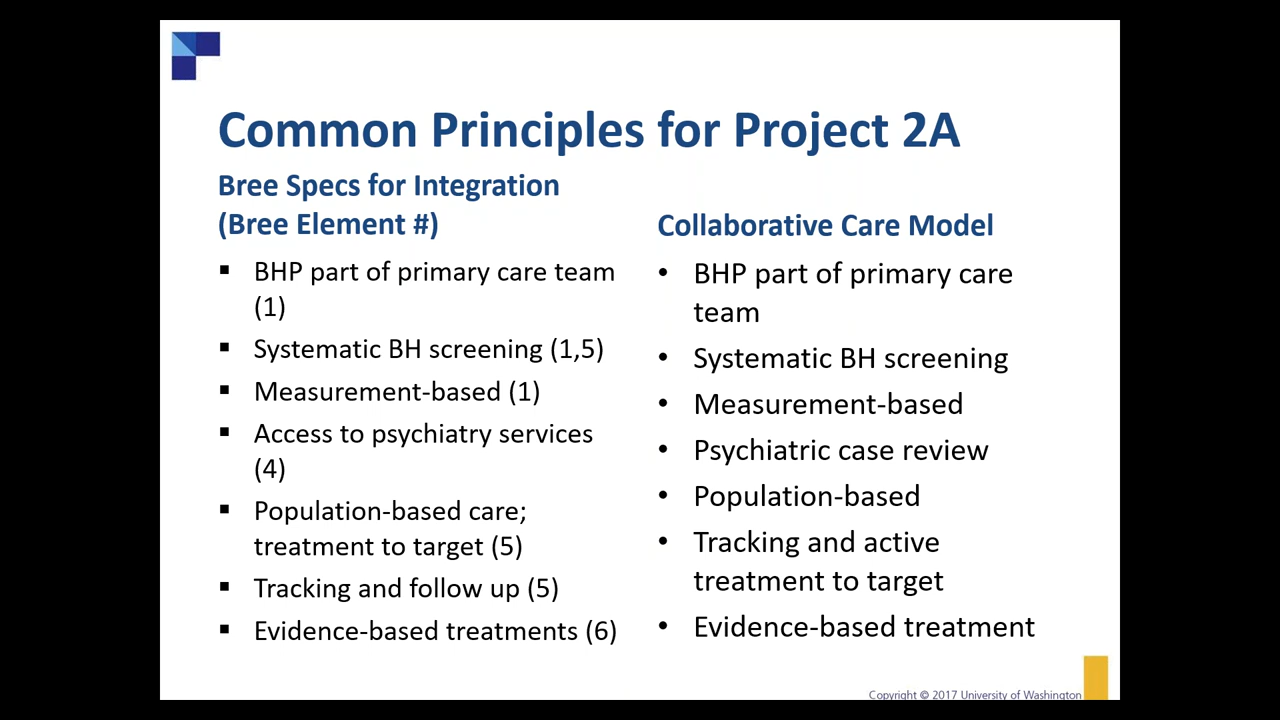 Common Principles for Project 2A
Bree Specs for Integration
(Bree Element #)
▪ BHP part of primary care team
(1)
▪ Systematic BH screening (1,5)
▪ Measurement-based (1)
▪ Access to psychiatry services
(4)
▪ Population-based care;
treatment to target (5)
▪ Tracking and follow up (5)
▪ Evidence-based treatments (6)
Collaborative Care Model
• BHP part of primary care
team
• Systematic BH screening
• Measurement-based
• Psychiatric case review
• Population-based
• Tracking and active
treatment to target
• Evidence-based treatment
Copyright © 2017 University of Washington